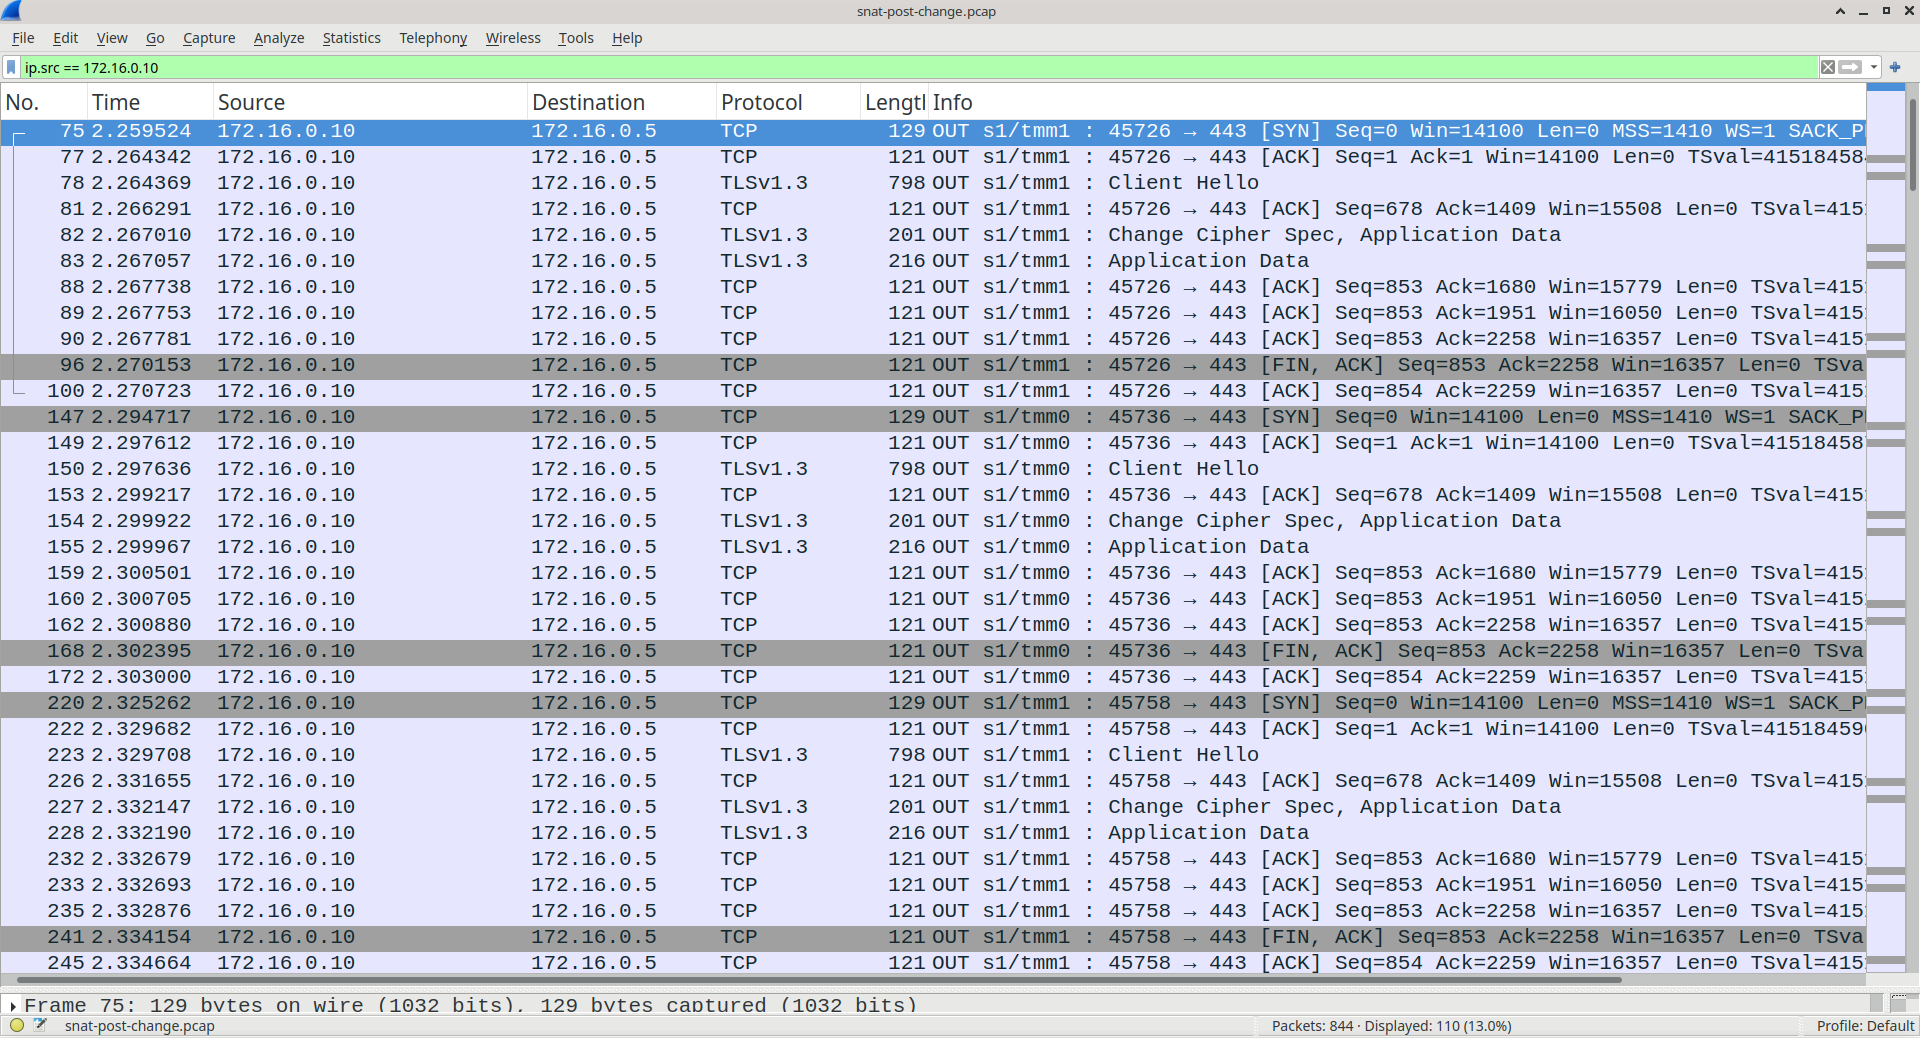 snat-post-change.pcap
File Edit View Go Capture Analyze Statistics Telephony Wireless Tools Help
ip.src == 172.16.0.10
No. Time Source Destination Protocol Lengtl Info
75 2.259524 172.16.0.10 172.16.0.5 TCP 129 OUT s1/tmm1 : 45726 → 443 [SYN] Seq=0 Win=14100 Len=0 MSS=1410 WS=1 SACK_P
77 2.264342 172.16.0.10 172.16.0.5 TCP 121 OUT s1/tmm1 : 45726 → 443 [ACK] Seq=1 Ack=1 Win=14100 Len=0 TSval=41518458
78 2.264369 172.16.0.10 172.16.0.5 TLSv1.3 798 OUT s1/tmm1 : Client Hello
81 2.266291 172.16.0.10 172.16.0.5 TCP 121 OUT s1/tmm1 : 45726 → 443 [ACK] Seq=678 Ack=1409 Win=15508 Len=0 TSval=415
82 2.267010 172.16.0.10 172.16.0.5 TLSv1.3 201 OUT s1/tmm1 : Change Cipher Spec, Application Data
83 2.267057 172.16.0.10 172.16.0.5 TLSv1.3 216 OUT s1/tmm1 : Application Data
88 2.267738 172.16.0.10 172.16.0.5 TCP 121 OUT s1/tmm1 : 45726 → 443 [ACK] Seq=853 Ack=1680 Win=15779 Len=0 TSval=415
89 2.267753 172.16.0.10 172.16.0.5 TCP 121 OUT s1/tmm1 : 45726 → 443 [ACK] Seq=853 Ack=1951 Win=16050 Len=0 TSval=415
90 2.267781 172.16.0.10 172.16.0.5 TCP 121 OUT s1/tmm1 : 45726 → 443 [ACK] Seq=853 Ack=2258 Win=16357 Len=0 TSval=415
96 2.270153 172.16.0.10 172.16.0.5 TCP 121 OUT s1/tmm1 : 45726 → 443 [FIN, ACK] Seq=853 Ack=2258 Win=16357 Len=0 TSva
100 2.270723 172.16.0.10 172.16.0.5 TCP 121 OUT s1/tmm1 : 45726 → 443 [ACK] Seq=854 Ack=2259 Win=16357 Len=0 TSval=415
147 2.294717 172.16.0.10 172.16.0.5 TCP 129 OUT s1/tmm0 : 45736 → 443 [SYN] Seq=0 Win=14100 Len=0 MSS=1410 WS=1 SACK_P
149 2.297612 172.16.0.10 172.16.0.5 TCP 121 OUT s1/tmm0 : 45736 → 443 [ACK] Seq=1 Ack=1 Win=14100 Len=0 TSval=41518458
150 2.297636 172.16.0.10 172.16.0.5 TLSv1.3 798 OUT s1/tmm0 : Client Hello
153 2.299217 172.16.0.10 172.16.0.5 TCP 121 OUT s1/tmm0 : 45736 → 443 [ACK] Seq=678 Ack=1409 Win=15508 Len=0 TSval=415
154 2.299922 172.16.0.10 172.16.0.5 TLSv1.3 201 OUT s1/tmm0 : Change Cipher Spec, Application Data
155 2.299967 172.16.0.10 172.16.0.5 TLSv1.3 216 OUT s1/tmm0 : Application Data
159 2.300501 172.16.0.10 172.16.0.5 TCP 121 OUT s1/tmm0 : 45736 → 443 [ACK] Seq=853 Ack=1680 Win=15779 Len=0 TSval=415
160 2.300705 172.16.0.10 172.16.0.5 TCP 121 OUT s1/tmm0 : 45736 → 443 [ACK] Seq=853 Ack=1951 Win=16050 Len=0 TSval=415
162 2.300880 172.16.0.10 172.16.0.5 TCP 121 OUT s1/tmm0 : 45736 → 443 [ACK] Seq=853 Ack=2258 Win=16357 Len=0 TSval=415
168 2.302395 172.16.0.10 172.16.0.5 TCP 121 OUT s1/tmm0 : 45736 → 443 [FIN, ACK] Seq=853 Ack=2258 Win=16357 Len=0 TSva
172 2.303000 172.16.0.10 172.16.0.5 TCP 121 OUT s1/tmm0 : 45736 → 443 [ACK] Seq=854 Ack=2259 Win=16357 Len=0 TSval=415
220 2.325262 172.16.0.10 172.16.0.5 TCP 129 OUT s1/tmm1 : 45758 → 443 [SYN] Seq=0 Win=14100 Len=0 MSS=1410 WS=1 SACK_P
222 2.329682 172.16.0.10 172.16.0.5 TCP 121 OUT s1/tmm1 : 45758 → 443 [ACK] Seq=1 Ack=1 Win=14100 Len=0 TSval=41518459
223 2.329708 172.16.0.10 172.16.0.5 TLSv1.3 798 OUT s1/tmm1 : Client Hello
226 2.331655 172.16.0.10 172.16.0.5 TCP 121 OUT s1/tmm1 : 45758 → 443 [ACK] Seq=678 Ack=1409 Win=15508 Len=0 TSval=415
227 2.332147 172.16.0.10 172.16.0.5 TLSv1.3 201 OUT s1/tmm1 : Change Cipher Spec, Application Data
228 2.332190 172.16.0.10 172.16.0.5 TLSv1.3 216 OUT s1/tmm1 : Application Data
232 2.332679 172.16.0.10 172.16.0.5 TCP 121 OUT s1/tmm1 : 45758 → 443 [ACK] Seq=853 Ack=1680 Win=15779 Len=0 TSval=415
233 2.332693 172.16.0.10 172.16.0.5 TCP 121 OUT s1/tmm1 : 45758 → 443 [ACK] Seq=853 Ack=1951 Win=16050 Len=0 TSval=415
235 2.332876 172.16.0.10 172.16.0.5 TCP 121 OUT s1/tmm1 : 45758 → 443 [ACK] Seq=853 Ack=2258 Win=16357 Len=0 TSval=415
241 2.334154 172.16.0.10 172.16.0.5 TCP 121 OUT s1/tmm1 : 45758 → 443 [FIN, ACK] Seq=853 Ack=2258 Win=16357 Len=0 TSva
245 2.334664 172.16.0.10 172.16.0.5 TCP 121 OUT s1/tmm1 : 45758 → 443 [ACK] Seq=854 Ack=2259 Win=16357 Len=0 TSval=415
Frame 75: 129 bytes on wire (1032 bits), 129 bytes captured (1032 bits)
snat-post-change.pcap Packets: 844 · Displayed: 110 (13.0%) Profile: Default